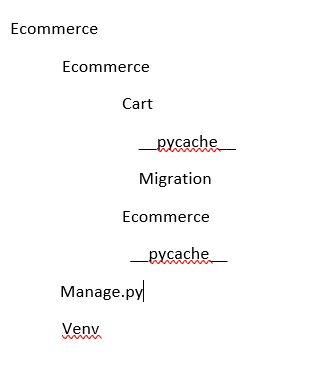 Ecommerce
Ecommerce
Cart
__pycache__
Migration
Ecommerce
__pycache__
Manage.py
Venv